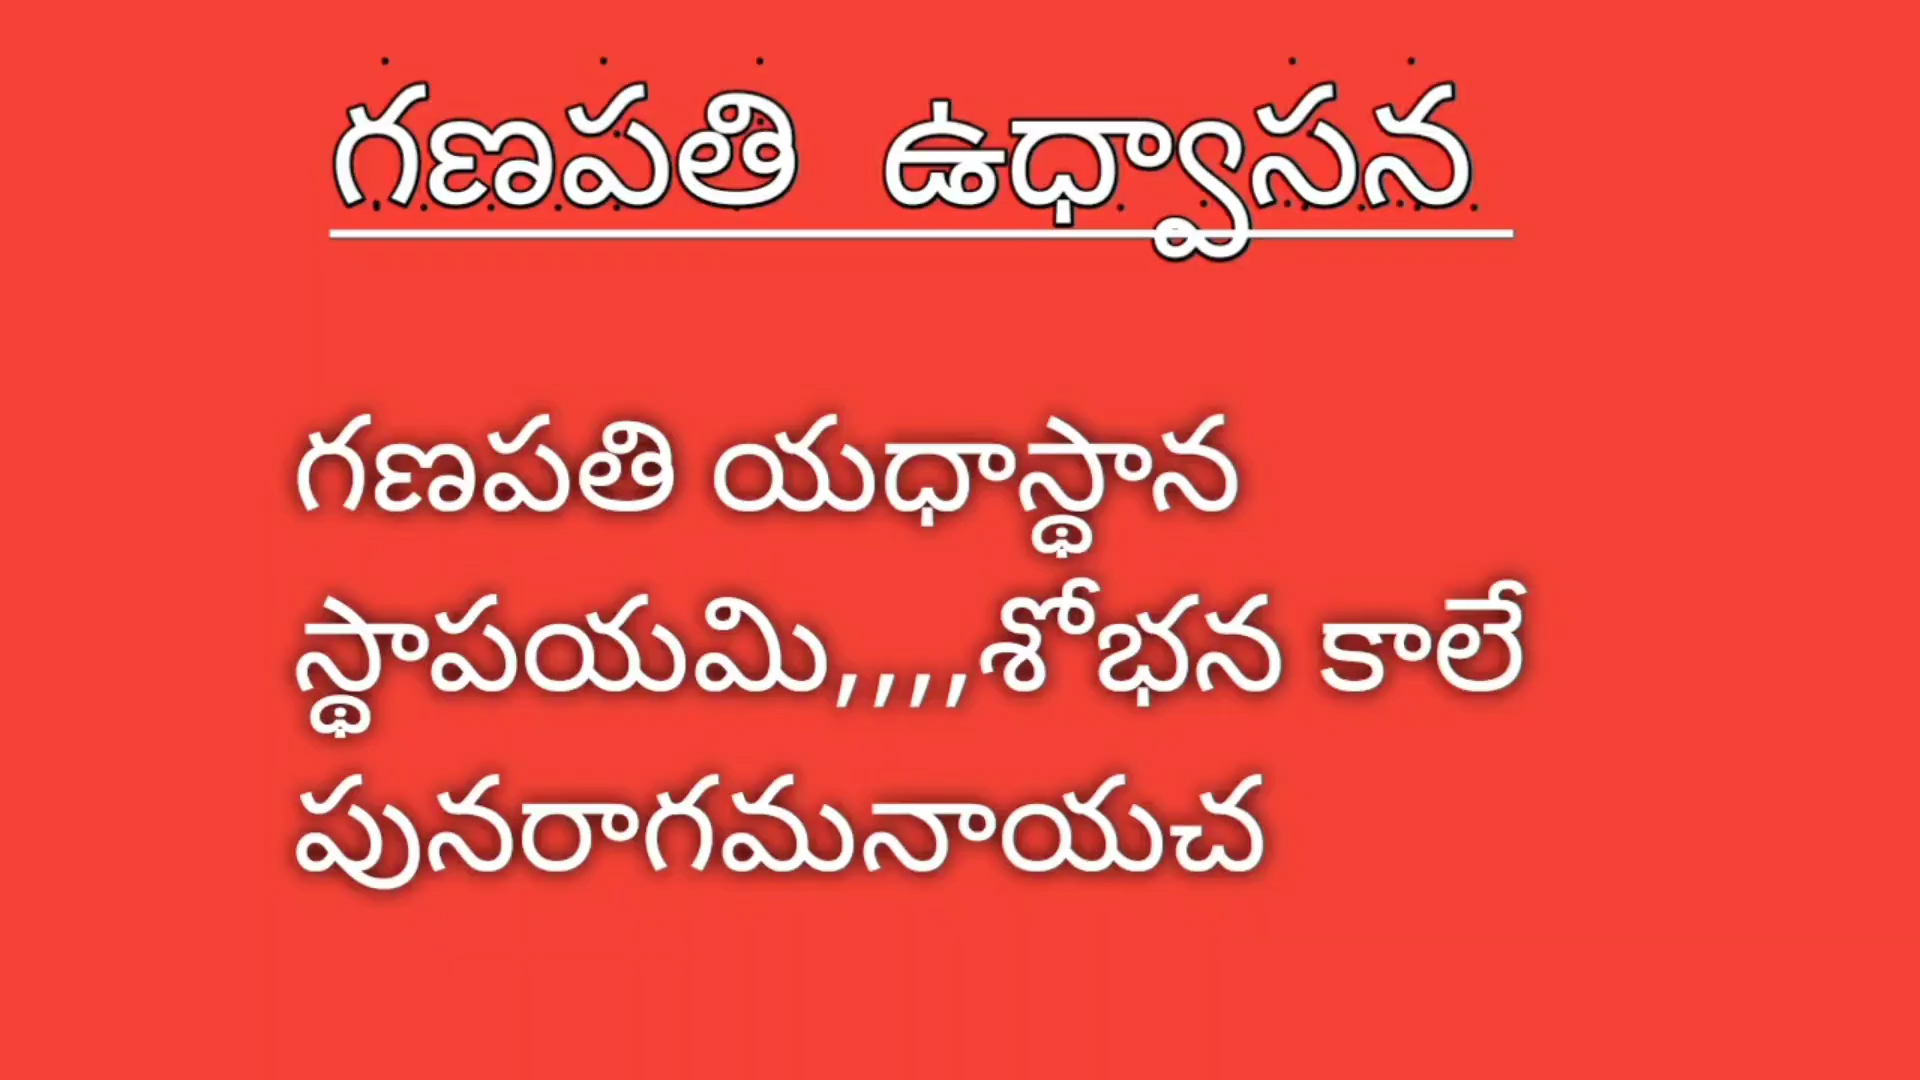 గణపతి ఉధ్వాసన
గణపతి యధాస్థాన
స్థాపయమి,,,,శోభన కాలే
పునరాగమనాయచ